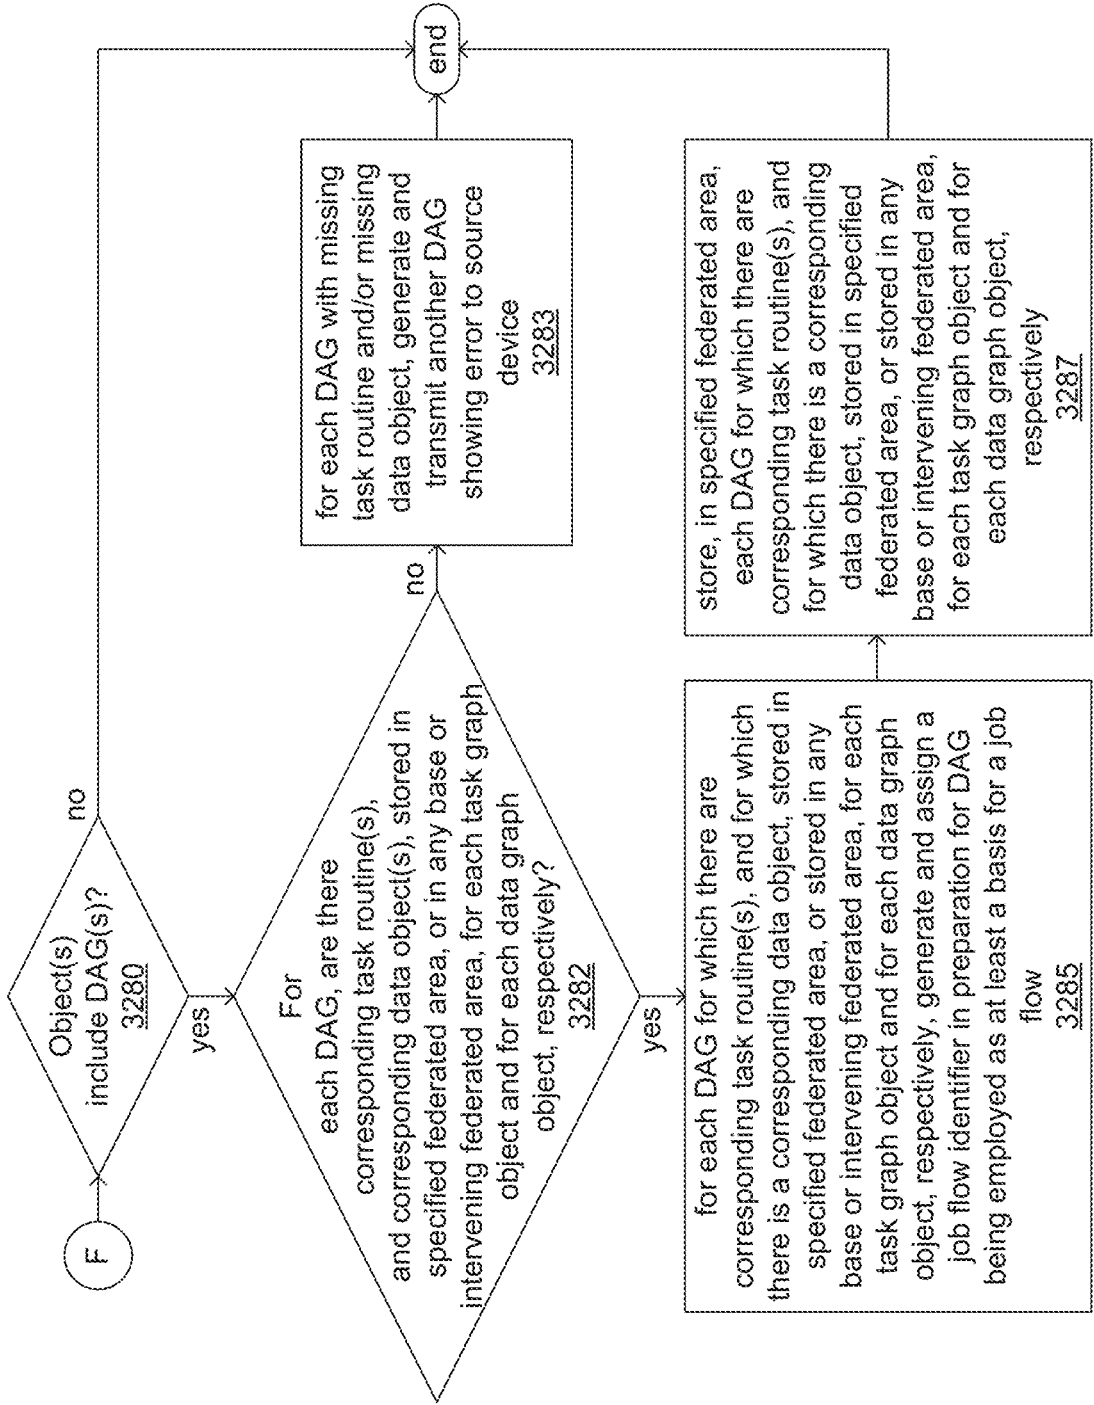 F
Object(s)
include DAG(s)?
3280
no
yes
For
each DAG, are there
corresponding task routine(s),
and corresponding data object(s), stored in
specified federated area, or in any base or
intervening federated area, for each task graph
object and for each data graph
object, respectively?
3282
no
yes
for each DAG with missing
task routine and/or missing
data object, generate and
transmit another DAG
showing error to source
device
3283
end
for each DAG for which there are
corresponding task routine(s), and for which
there is a corresponding data object, stored in
specified federated area, or stored in any
base or intervening federated area, for each
task graph object and for each data graph
object, respectively, generate and assign a
job flow identifier in preparation for DAG
being employed as at least a basis for a job
flow
3285
store, in specified federated area,
each DAG for which there are
corresponding task routine(s), and
for which there is a corresponding
data object, stored in specified
federated area, or stored in any
base or intervening federated area,
for each task graph object and for
each data graph object,
respectively
3287